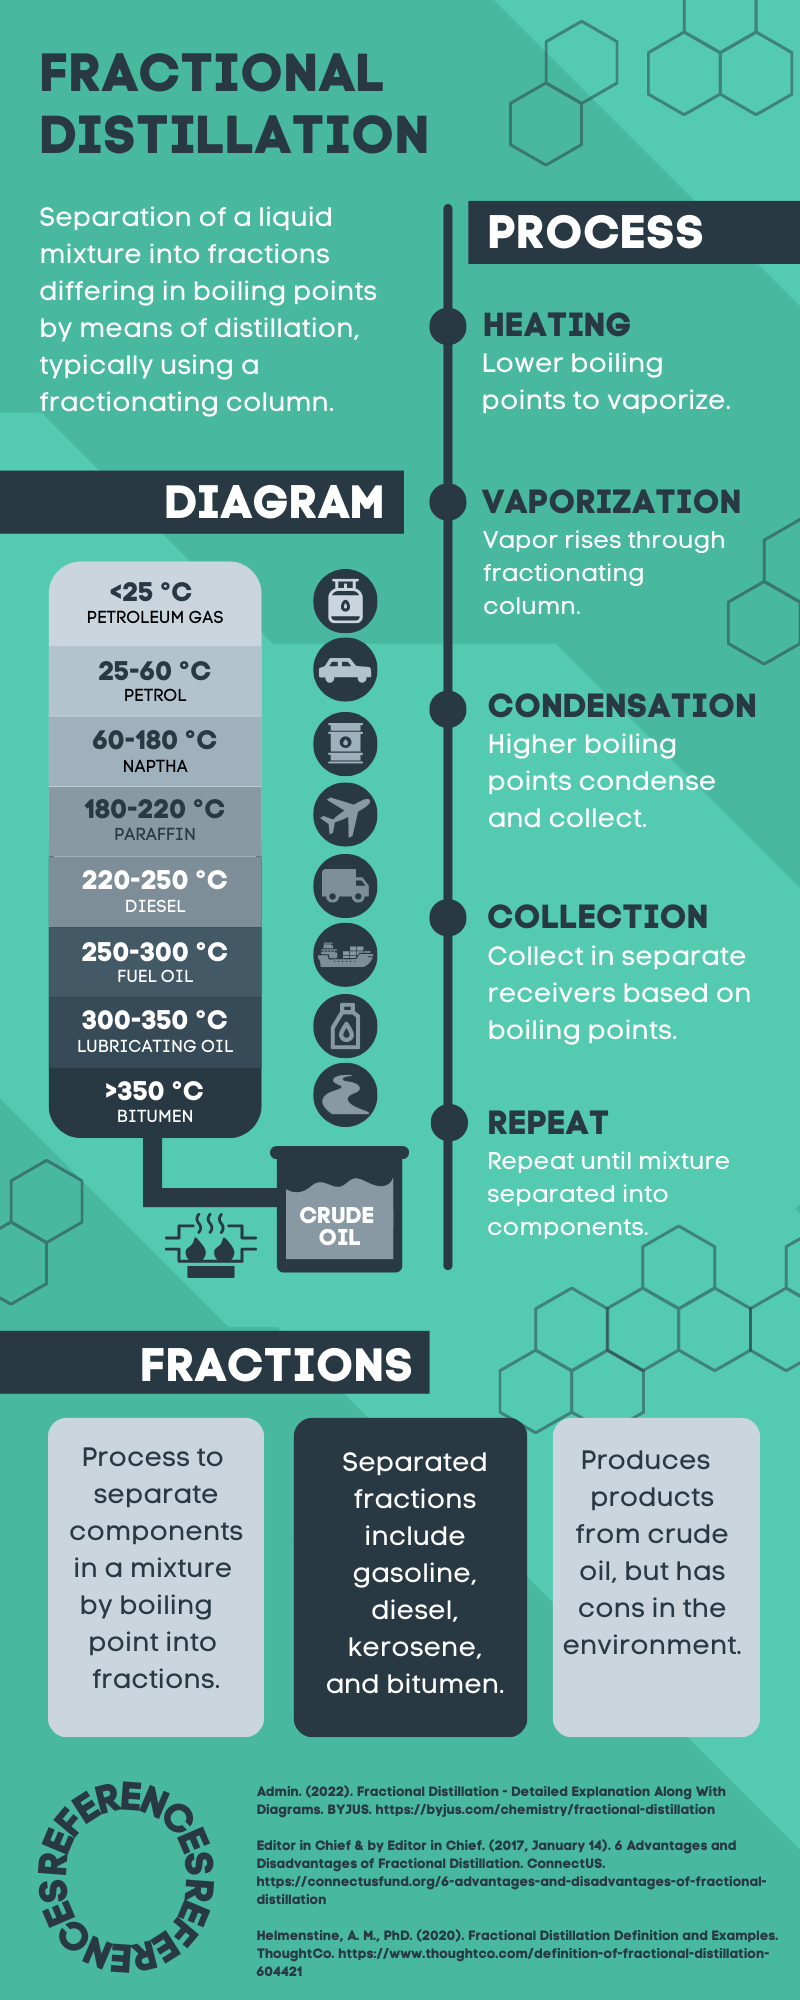 FRACTIONAL
DISTILLATION
Separation of a liquid
mixture into fractions
differing in boiling points
by means of distillation,
typically using a
fractionating column.
PROCESS
HEATING
Lower boiling
points to vaporize.
VAPORIZATION
Vapor rises through
fractionating
column.
CONDENSATION
Higher boiling
points condense
and collect.
COLLECTION
Collect in separate
receivers based on
boiling points.
REPEAT
Repeat until mixture
separated into
components.
DIAGRAM
<25 °C
PETROLEUM GAS
25-60 °C
PETROL
60-180 °C
NAPTHA
180-220 °C
PARAFFIN
220-250 °C
DIESEL
250-300 °C
FUEL OIL
300-350 °C
LUBRICATING OIL
>350 °C
BITUMEN
CRUDE
OIL
FRACTIONS
Process to
separate
components
in a mixture
by boiling
point into
fractions.
Separated
fractions
include
gasoline,
diesel,
kerosene,
and bitumen.
Produces
products
from crude
oil, but has
cons in the
environment.
REFERENCES REFERENCES
Admin. (2022). Fractional Distillation - Detailed Explanation Along With
Diagrams. BYJUS. https://byjus.com/chemistry/fractional-distillation
Editor in Chief & by Editor in Chief. (2017, January 14). 6 Advantages and
Disadvantages of Fractional Distillation. ConnectUS.
https://connectusfund.org/6-advantages-and-disadvantages-of-fractional-
distillation
Helmenstine, A. M., PhD. (2020). Fractional Distillation Definition and Examples.
ThoughtCo. https://www.thoughtco.com/definition-of-fractional-distillation-
604421